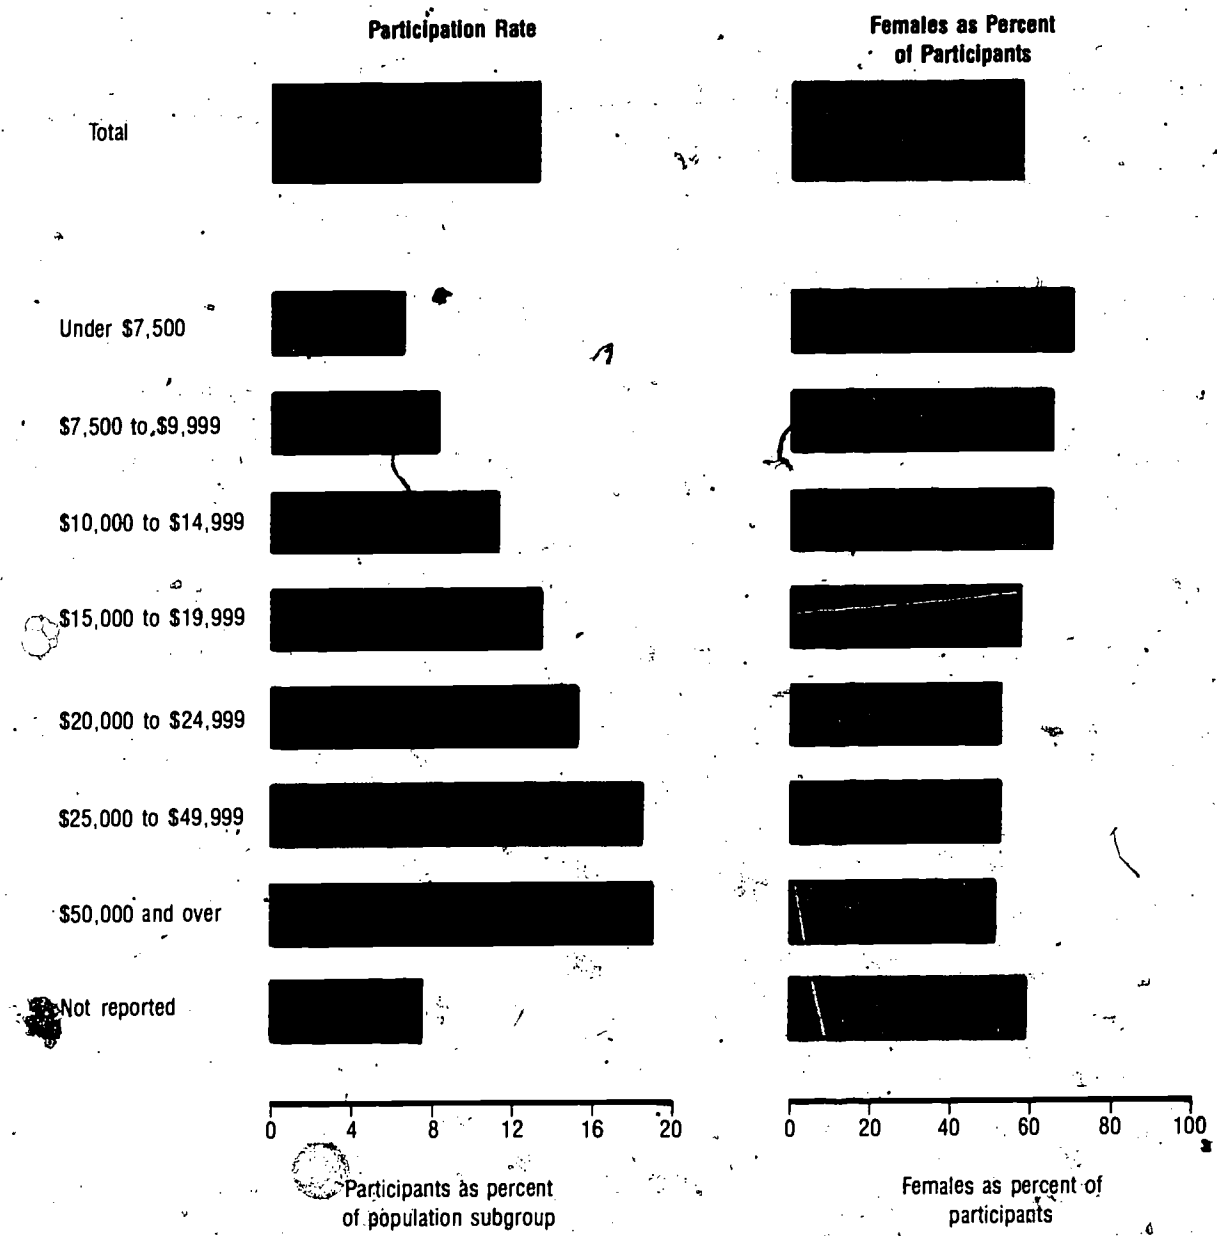 Participation Rate
Females as Percent
of Participants
Total
Under $7,500
$7,500 to $9,999
$10,000 to $14,999
$15,000 to $19,999
$20,000 to $24,999
$25,000 to $49,999
$50,000 and over
Not reported
0 4 8 12 16 20
0 20 40 60 80 100
Participants as percent
of population subgroup
Females as percent of
participants